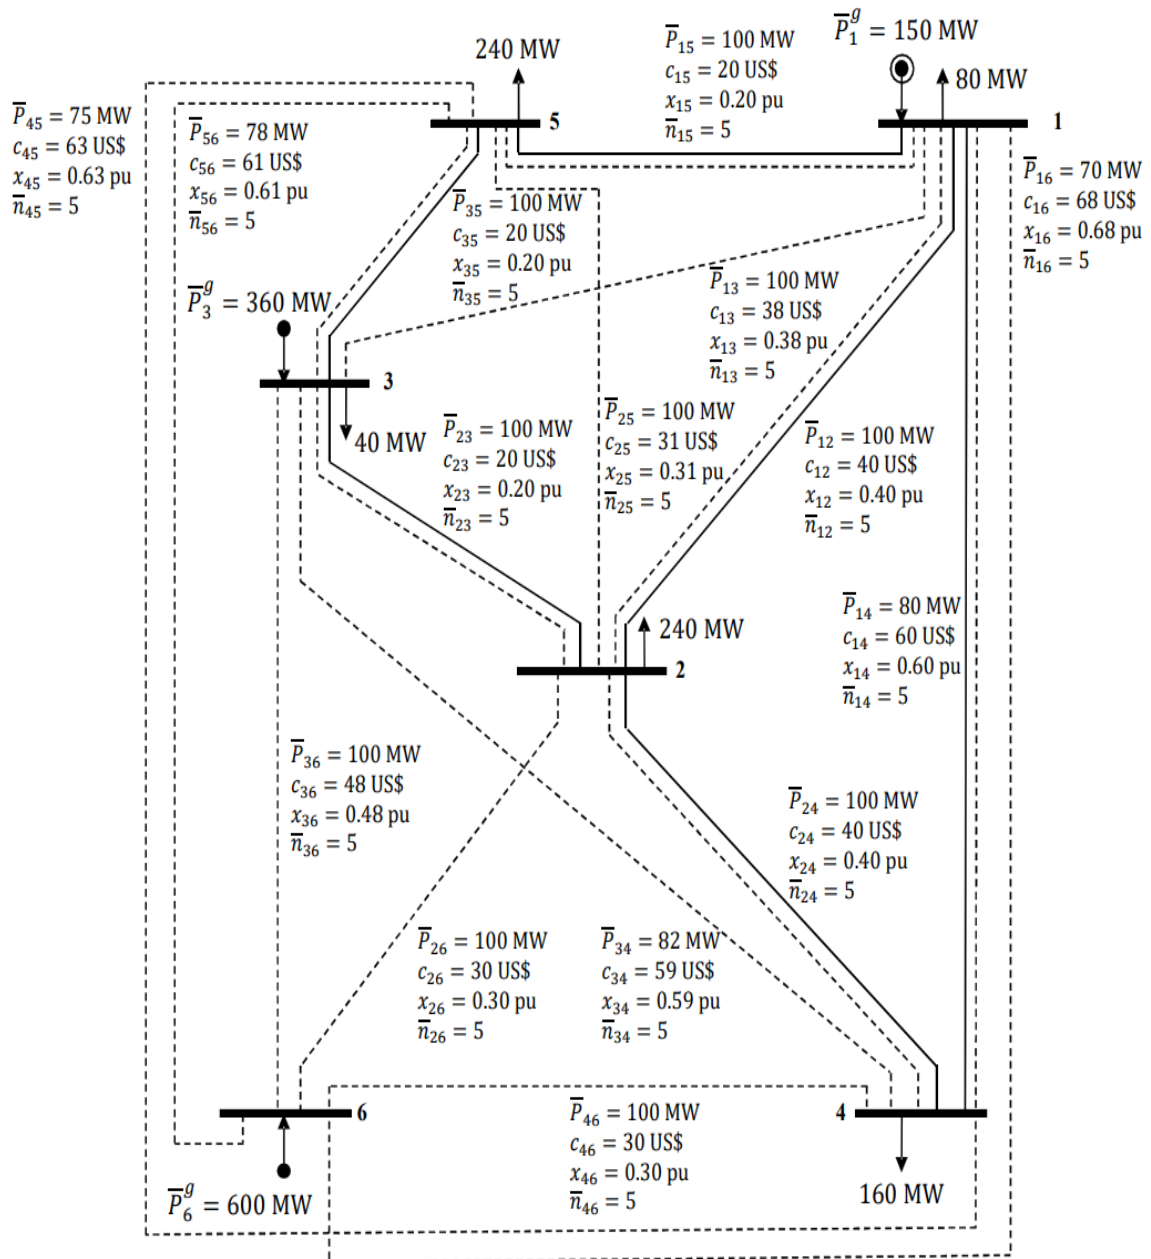 240 MW
5
P̅₁₅ = 100 MW
c₁₅ = 20 US$
x₁₅ = 0.20 pu
n̅₁₅ = 5
P̅₁ᵍ = 150 MW
80 MW
1
P̅₄₅ = 75 MW
c₄₅ = 63 US$
x₄₅ = 0.63 pu
n̅₄₅ = 5
P̅₅₆ = 78 MW
c₅₆ = 61 US$
x₅₆ = 0.61 pu
n̅₅₆ = 5
P̅₁₆ = 70 MW
c₁₆ = 68 US$
x₁₆ = 0.68 pu
n̅₁₆ = 5
P̅₃₅ = 100 MW
c₃₅ = 20 US$
x₃₅ = 0.20 pu
n̅₃₅ = 5
P̅₃ᵍ = 360 MW
3
40 MW
P̅₁₃ = 100 MW
c₁₃ = 38 US$
x₁₃ = 0.38 pu
n̅₁₃ = 5
P̅₂₃ = 100 MW
c₂₃ = 20 US$
x₂₃ = 0.20 pu
n̅₂₃ = 5
P̅₂₅ = 100 MW
c₂₅ = 31 US$
x₂₅ = 0.31 pu
n̅₂₅ = 5
P̅₁₂ = 100 MW
c₁₂ = 40 US$
x₁₂ = 0.40 pu
n̅₁₂ = 5
240 MW
2
P̅₁₄ = 80 MW
c₁₄ = 60 US$
x₁₄ = 0.60 pu
n̅₁₄ = 5
P̅₃₆ = 100 MW
c₃₆ = 48 US$
x₃₆ = 0.48 pu
n̅₃₆ = 5
P̅₂₄ = 100 MW
c₂₄ = 40 US$
x₂₄ = 0.40 pu
n̅₂₄ = 5
P̅₂₆ = 100 MW
c₂₆ = 30 US$
x₂₆ = 0.30 pu
n̅₂₆ = 5
P̅₃₄ = 82 MW
c₃₄ = 59 US$
x₃₄ = 0.59 pu
n̅₃₄ = 5
6
P̅₆ᵍ = 600 MW
P̅₄₆ = 100 MW
c₄₆ = 30 US$
x₄₆ = 0.30 pu
n̅₄₆ = 5
4
160 MW